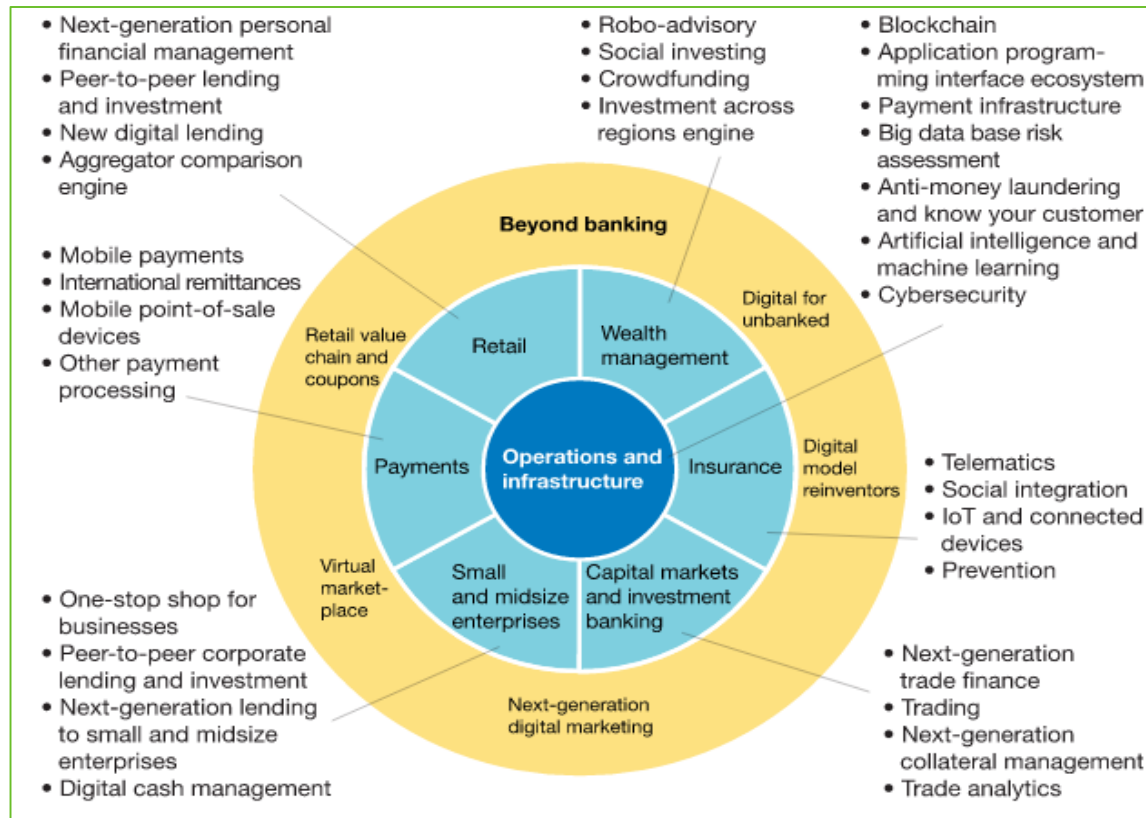 • Next-generation personal
financial management
• Peer-to-peer lending
and investment
• New digital lending
• Aggregator comparison
engine
• Robo-advisory
• Social investing
• Crowdfunding
• Investment across
regions engine
• Blockchain
• Application program-
ming interface ecosystem
• Payment infrastructure
• Big data base risk
assessment
• Anti-money laundering
and know your customer
• Artificial intelligence and
machine learning
• Cybersecurity
• Mobile payments
• International remittances
• Mobile point-of-sale
devices
• Other payment
processing
Beyond banking
Retail value
chain and
coupons
Retail
Wealth
management
Digital for
unbanked
Payments
Operations and
infrastructure
Insurance
Digital
model
reinventors
Virtual
market-
place
Small
and midsize
enterprises
Capital markets
and investment
banking
Next-generation
digital marketing
• Telematics
• Social integration
• IoT and connected
devices
• Prevention
• One-stop shop for
businesses
• Peer-to-peer corporate
lending and investment
• Next-generation lending
to small and midsize
enterprises
• Digital cash management
• Next-generation
trade finance
• Trading
• Next-generation
collateral management
• Trade analytics